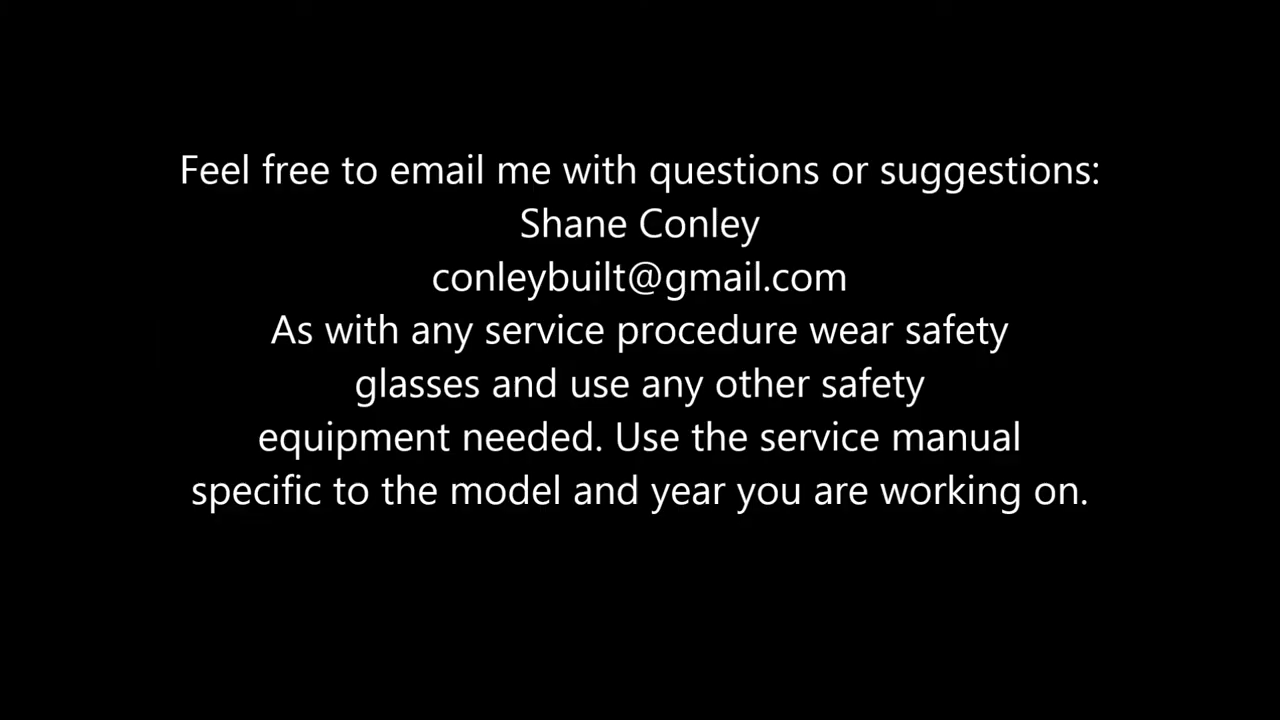 Feel free to email me with questions or suggestions:
Shane Conley
conleybuilt@gmail.com
As with any service procedure wear safety
glasses and use any other safety
equipment needed. Use the service manual
specific to the model and year you are working on.